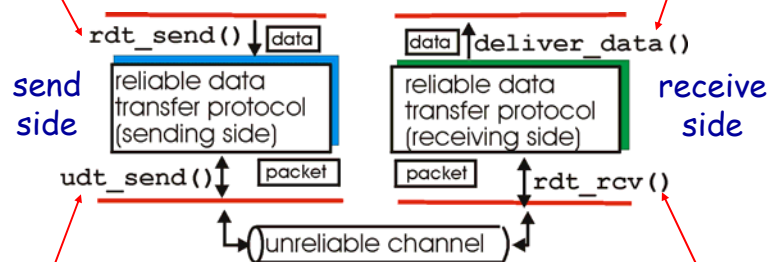 rdt_send() data
data deliver_data()
send side
reliable data
transfer protocol
(sending side)
reliable data
transfer protocol
(receiving side)
receive side
udt_send() packet
packet rdt_rcv()
unreliable channel